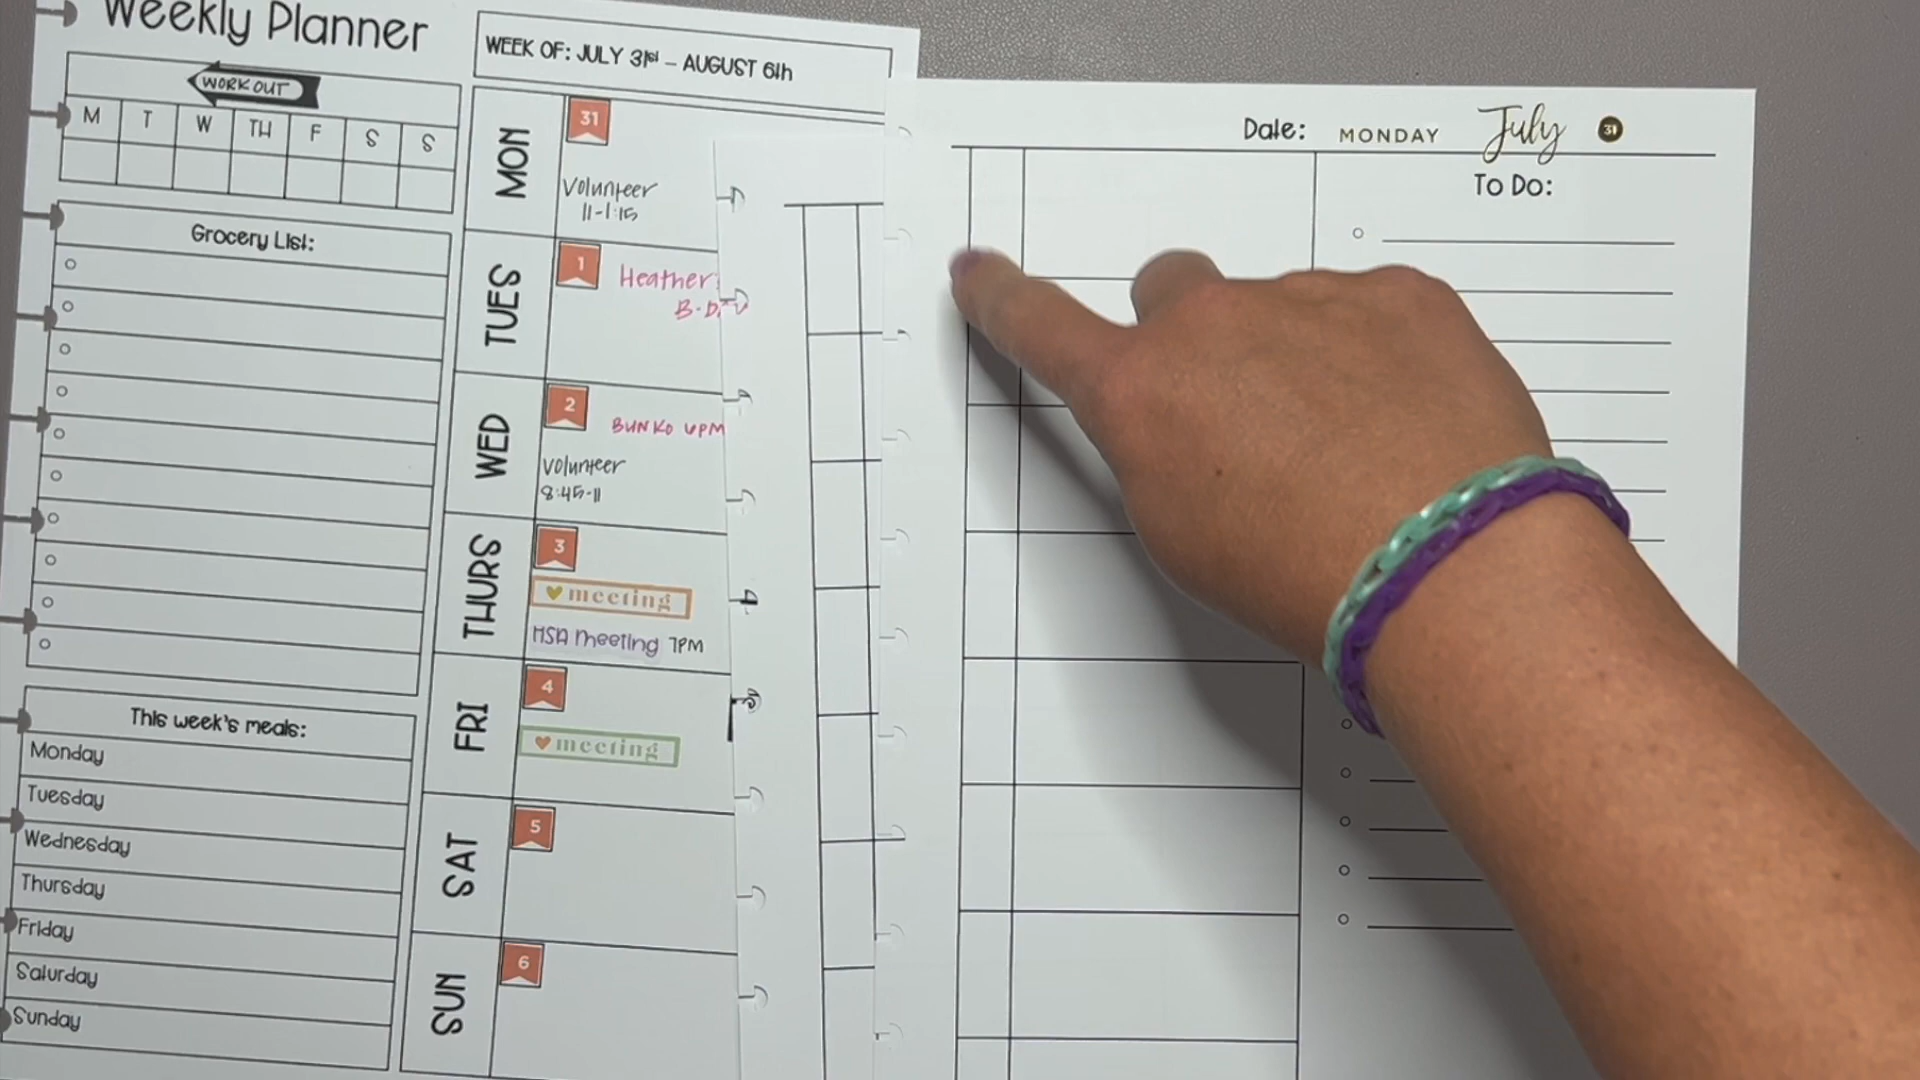 Weekly Planner
WORK OUT
M T W TH F S S
Grocery List:
This week's meals:
Monday
Tuesday
Wednesday
Thursday
Friday
Saturday
Sunday
WEEK OF: JULY 31st – AUGUST 6th
MON
31
Volunteer
11-1:15
TUES
1
Heather
WED
2
BUNKO 6PM
Volunteer
8:45-11
THURS
3
meeting
HSA Meeting 7PM
FRI
4
meeting
SAT
5
SUN
6
Date: MONDAY July 31
To Do: